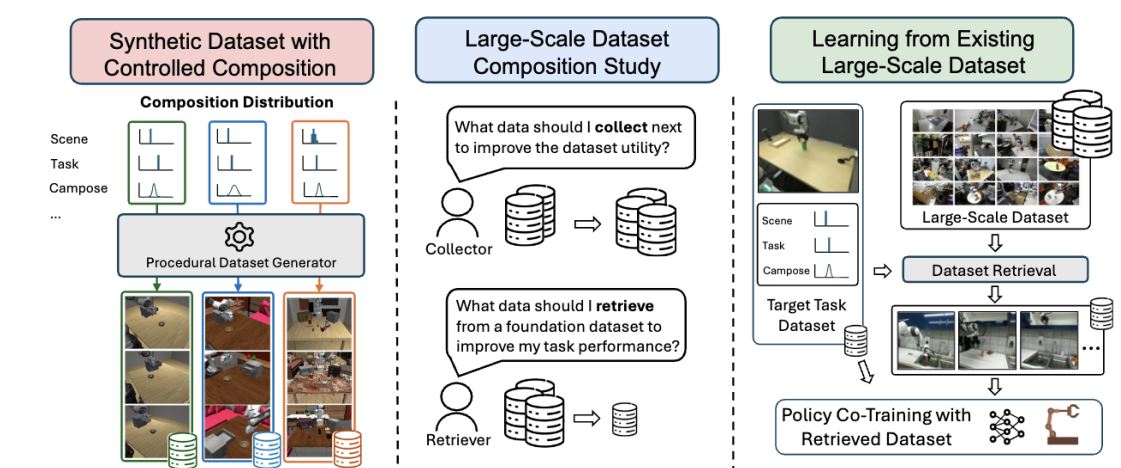 Synthetic Dataset with
Controlled Composition
Composition Distribution
Scene
Task
Campose
...
Procedural Dataset Generator
Large-Scale Dataset
Composition Study
What data should I collect next
to improve the dataset utility?
Collector
What data should I retrieve
from a foundation dataset to
improve my task performance?
Retriever
Learning from Existing
Large-Scale Dataset
Scene
Task
Campose
Target Task
Dataset
Large-Scale Dataset
Dataset Retrieval
...
Policy Co-Training with
Retrieved Dataset